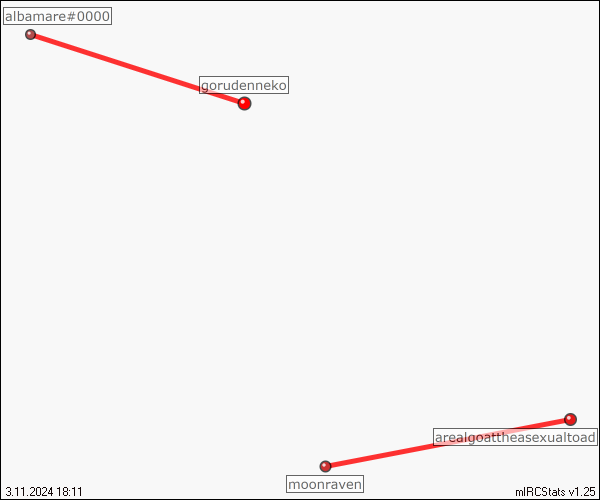 albamare#0000
gorudenneko
arealgoattheasexualtoad
moonraven
3.11.2024 18:11
mIRCStats v1.25